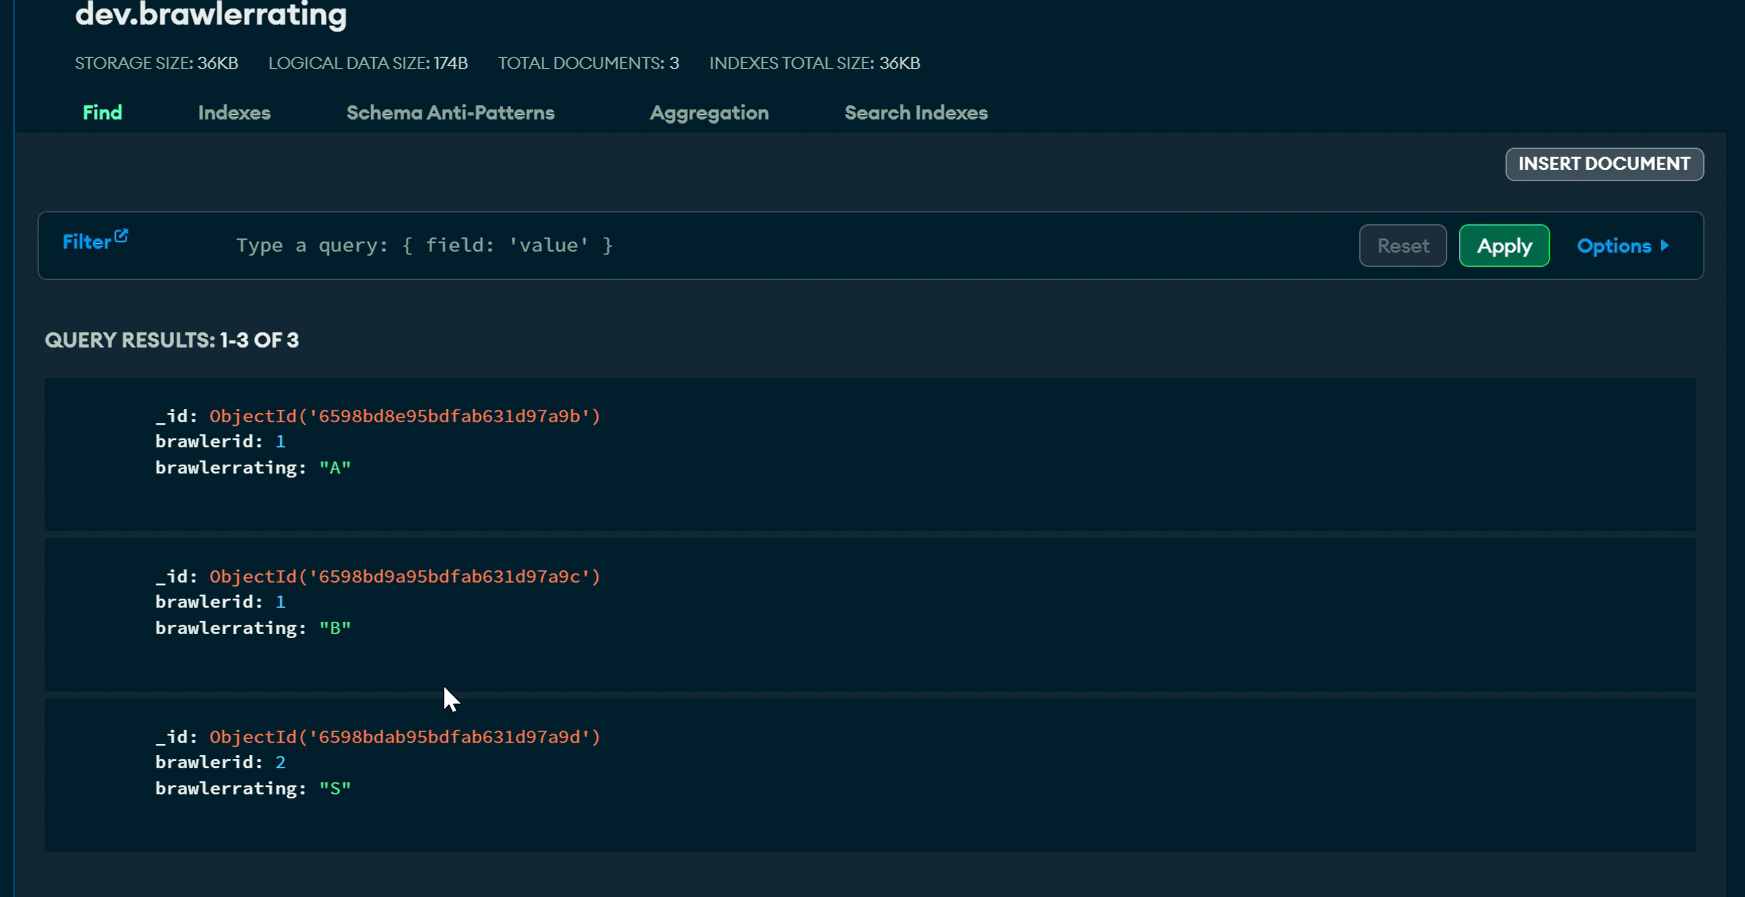 dev.brawlerrating
STORAGE SIZE: 36KB LOGICAL DATA SIZE: 174B TOTAL DOCUMENTS: 3 INDEXES TOTAL SIZE: 36KB
Find Indexes Schema Anti-Patterns Aggregation Search Indexes
INSERT DOCUMENT
Filter Type a query: { field: 'value' } Reset Apply Options
QUERY RESULTS: 1-3 OF 3
_id: ObjectId('6598bd8e95bdfab631d97a9b')
brawlerid: 1
brawlerrating: "A"
_id: ObjectId('6598bd9a95bdfab631d97a9c')
brawlerid: 1
brawlerrating: "B"
_id: ObjectId('6598bdab95bdfab631d97a9d')
brawlerid: 2
brawlerrating: "S"